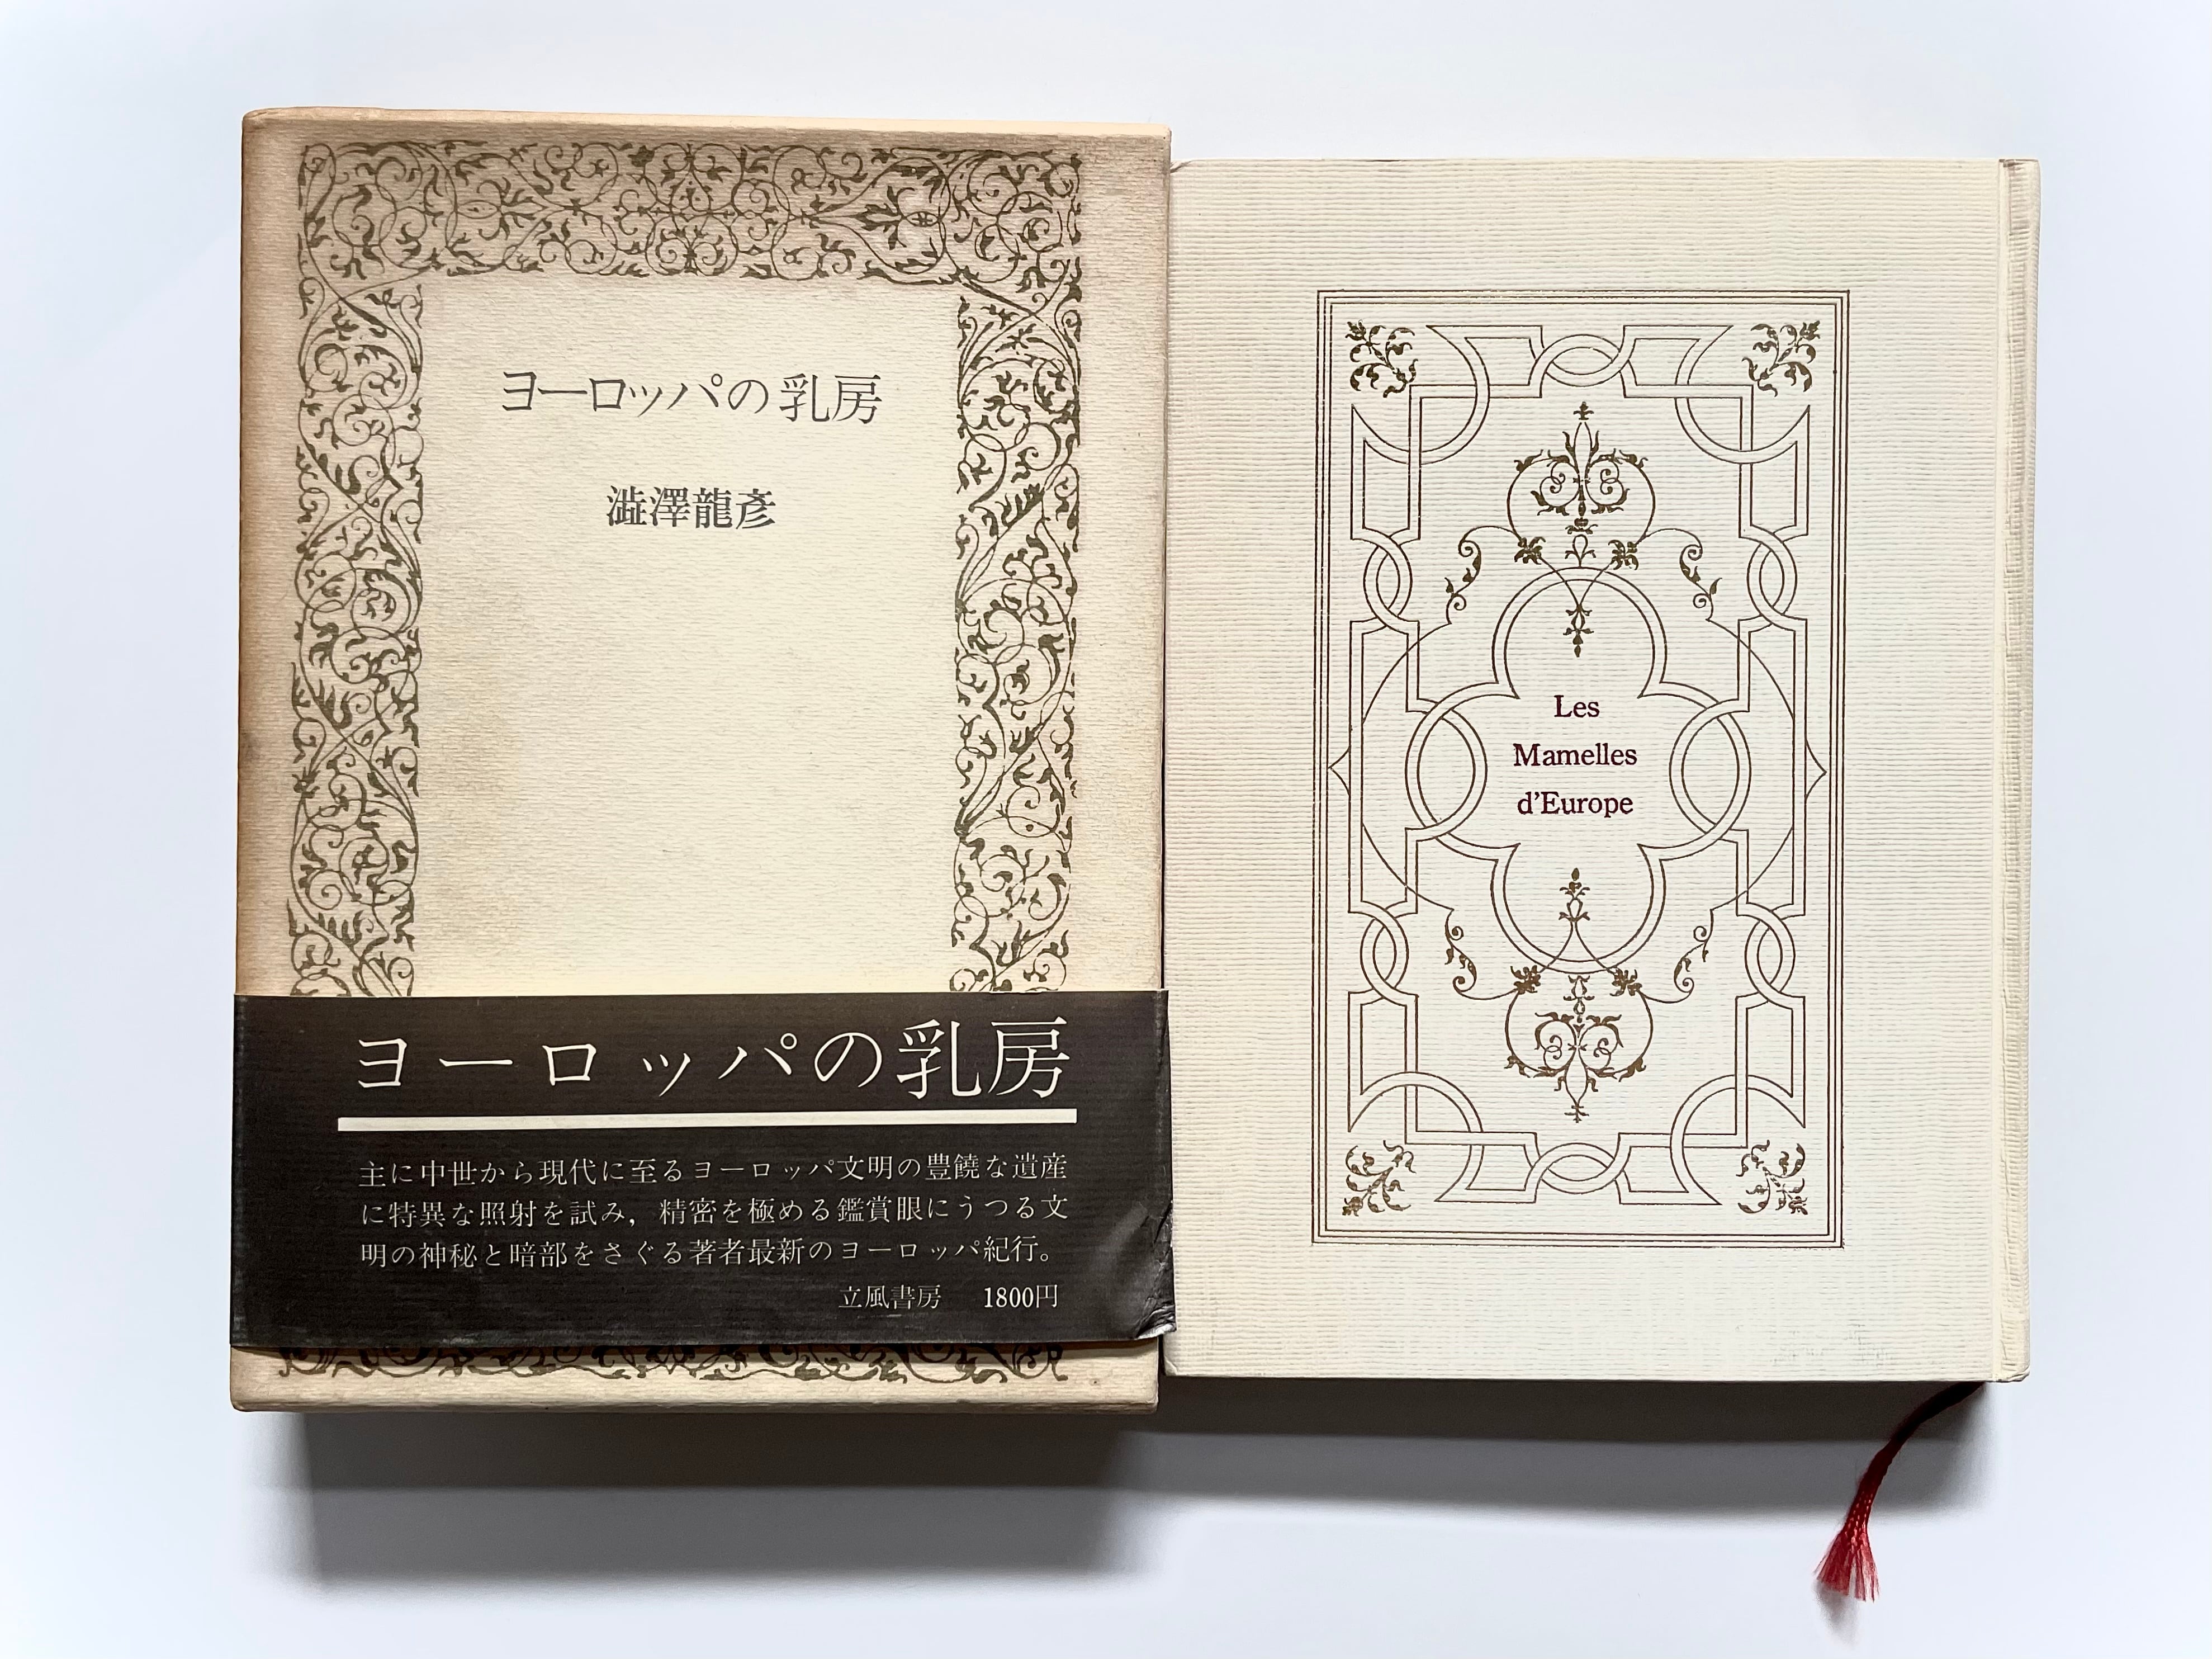 ヨーロッパの乳房
澁澤龍彥
ヨーロッパの乳房
主に中世から現代に至るヨーロッパ文明の豊饒な遺産
に特異な照射を試み，精密を極める鑑賞眼にうつる文
明の神秘と暗部をさぐる著者最新のヨーロッパ紀行。
立風書房 1800円
Les
Mamelles
d'Europe